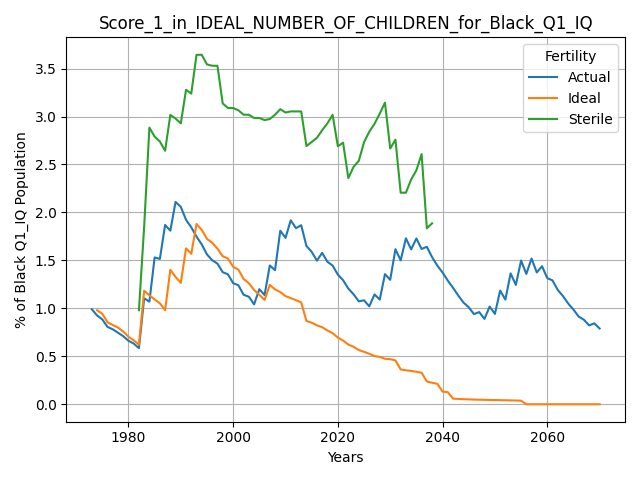 Score_1_in_IDEAL_NUMBER_OF_CHILDREN_for_Black_Q1_IQ
Fertility
Actual
Ideal
Sterile
% of Black Q1_IQ Population
3.5
3.0
2.5
2.0
1.5
1.0
0.5
0.0
1980
2000
2020
2040
2060
Years